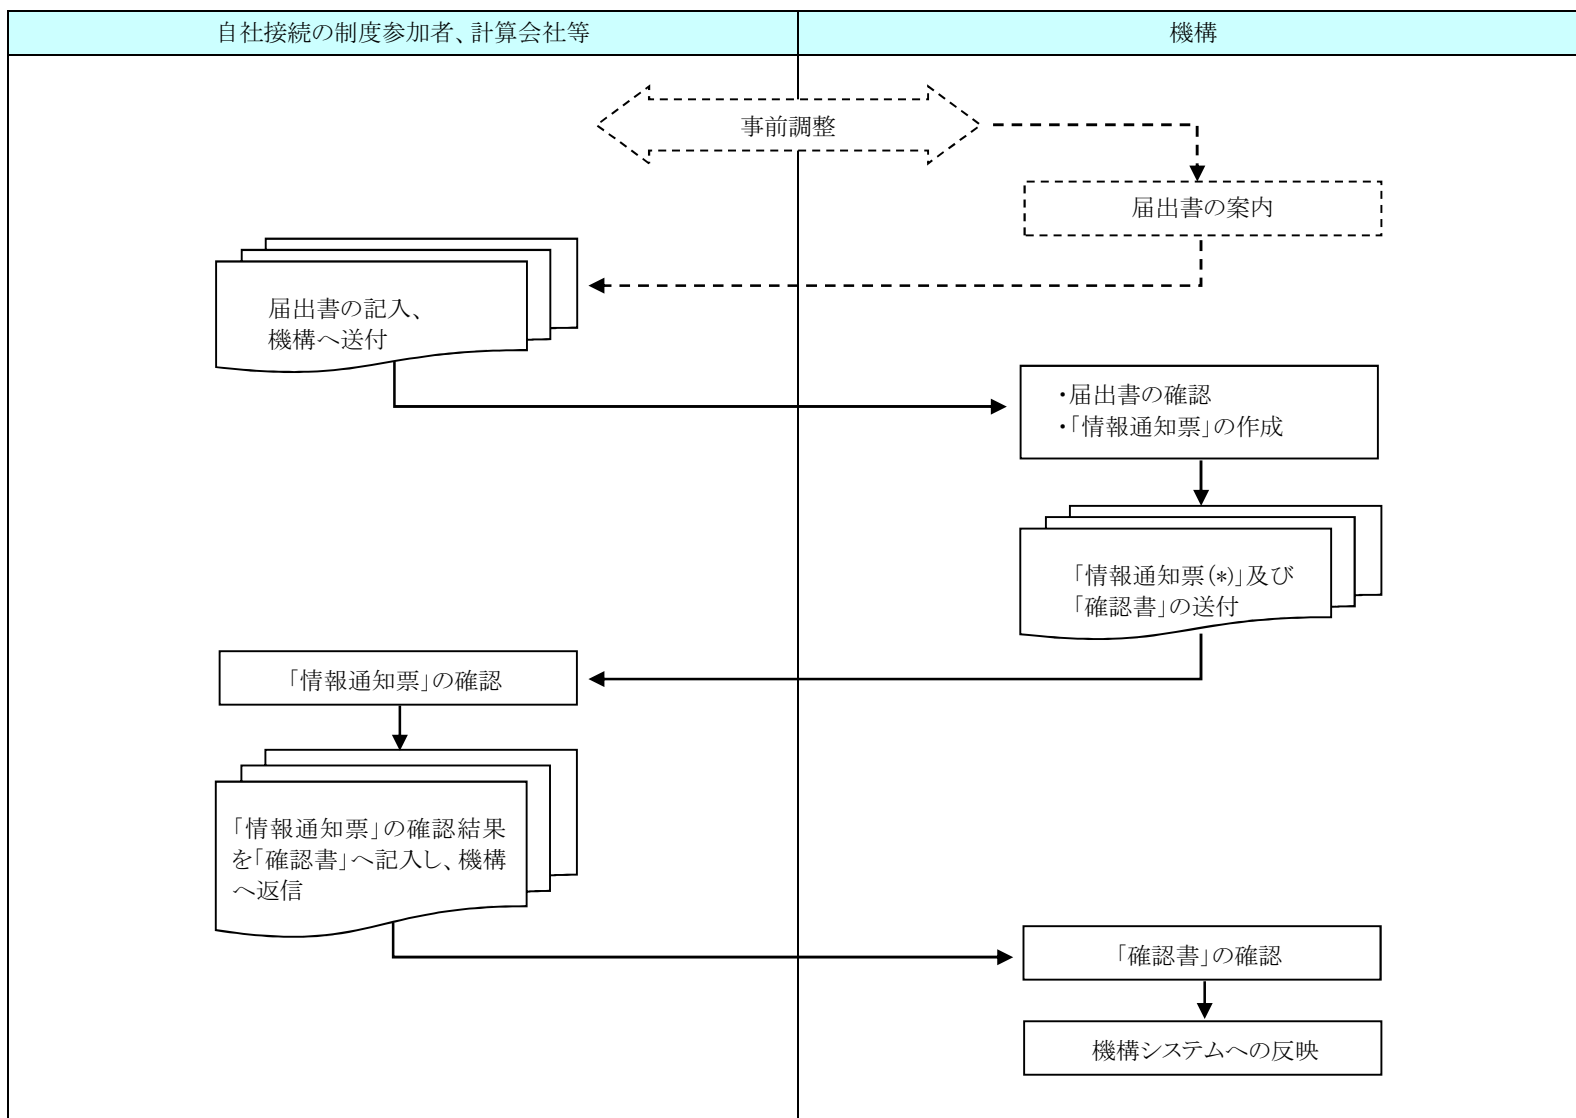 自社接続の制度参加者、計算会社等
機構
事前調整
届出書の案内
届出書の記入、
機構へ送付
・届出書の確認
・「情報通知票」の作成
「情報通知票(*)」及び
「確認書」の送付
「情報通知票」の確認
「情報通知票」の確認結果
を「確認書」へ記入し、機構
へ返信
「確認書」の確認
機構システムへの反映